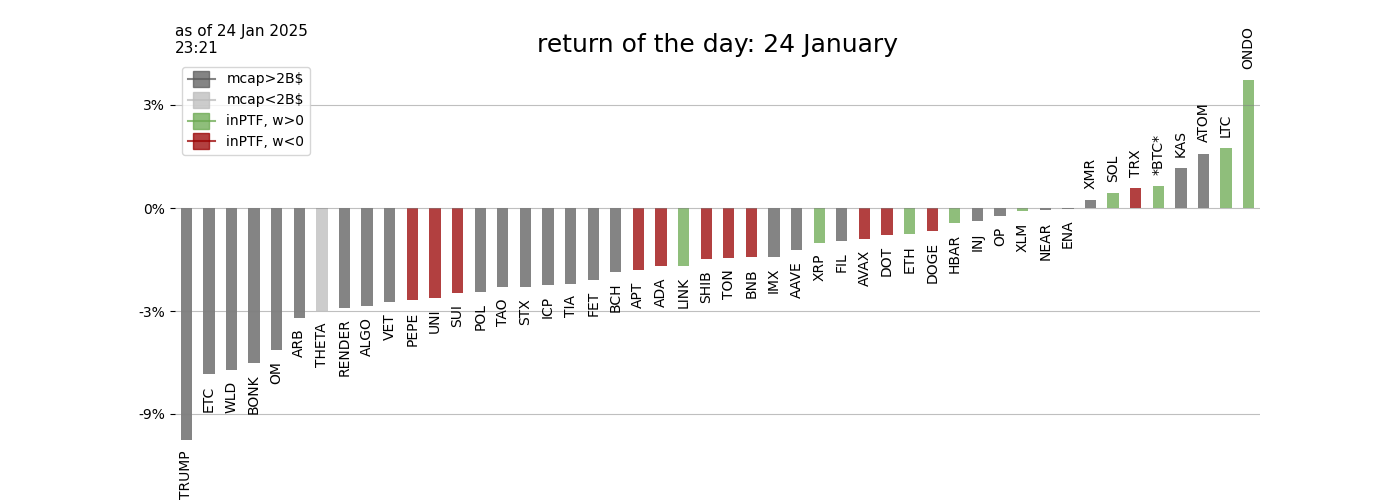 as of 24 Jan 2025
23:21
return of the day: 24 January
mcap>2B$
mcap<2B$
inPTF, w>0
inPTF, w<0
3%
0%
-3%
-9%
TRUMP
ETC
WLD
BONK
OM
ARB
THETA
RENDER
ALGO
VET
PEPE
UNI
SUI
POL
TAO
STX
ICP
TIA
FET
BCH
APT
ADA
LINK
SHIB
TON
BNB
IMX
AAVE
XRP
FIL
AVAX
DOT
ETH
DOGE
HBAR
INJ
OP
XLM
NEAR
ENA
XMR
SOL
TRX
*BTC*
KAS
ATOM
LTC
ONDO